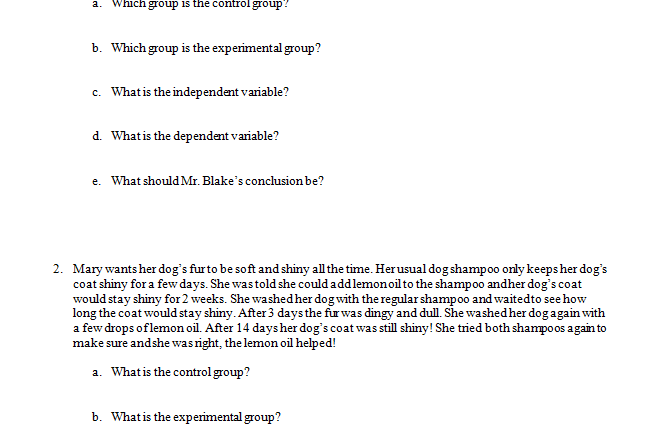 a. Which group is the control group?
b. Which group is the experimental group?
c. What is the independent variable?
d. What is the dependent variable?
e. What should Mr. Blake's conclusion be?
2. Mary wants her dog's fur to be soft and shiny all the time. Her usual dog shampoo only keeps her dog's
coat shiny for a few days. She was told she could add lemon oil to the shampoo and her dog's coat
would stay shiny for 2 weeks. She washed her dog with the regular shampoo and waited to see how
long the coat would stay shiny. After 3 days the fur was dingy and dull. She washed her dog again with
a few drops of lemon oil. After 14 days her dog's coat was still shiny! She tried both shampoos again to
make sure and she was right, the lemon oil helped!
a. What is the control group?
b. What is the experimental group?